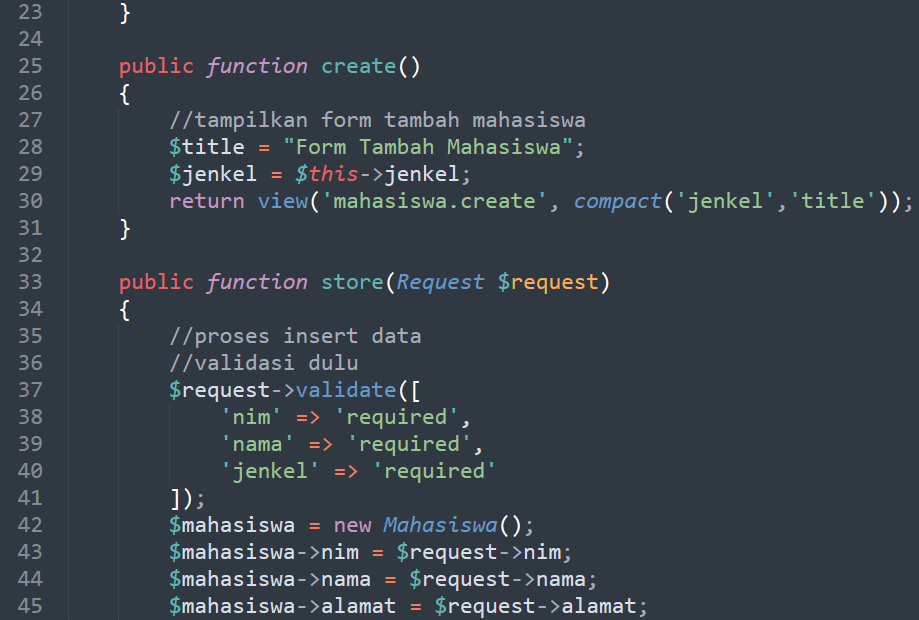 23 }
24
25 public function create()
26 {
27 //tampilkan form tambah mahasiswa
28 $title = "Form Tambah Mahasiswa";
29 $jenkel = $this->jenkel;
30 return view('mahasiswa.create', compact('jenkel','title'));
31 }
32
33 public function store(Request $request)
34 {
35 //proses insert data
36 //validasi dulu
37 $request->validate([
38 'nim' => 'required',
39 'nama' => 'required',
40 'jenkel' => 'required'
41 ]);
42 $mahasiswa = new Mahasiswa();
43 $mahasiswa->nim = $request->nim;
44 $mahasiswa->nama = $request->nama;
45 $mahasiswa->alamat = $request->alamat;